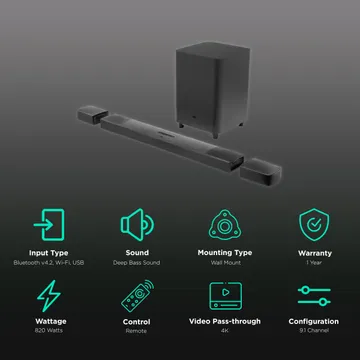 Input Type
Bluetooth v4.2, Wi-Fi, USB
Sound
Deep Bass Sound
Mounting Type
Wall Mount
Warranty
1 Year
Wattage
820 Watts
Control
Remote
Video Pass-through
4K
Configuration
9.1 Channel